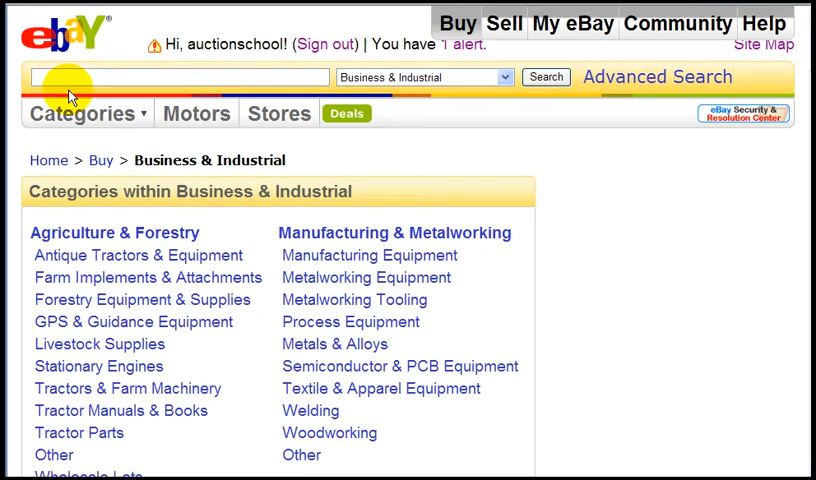 ebaY®
Buy Sell My eBay Community Help
Hi, auctionschool! (Sign out) | You have 1 alert.
Site Map
Business & Industrial
Search
Advanced Search
Categories
Motors
Stores
Deals
eBay Security &
Resolution Center
Home > Buy > Business & Industrial
Categories within Business & Industrial
Agriculture & Forestry
Antique Tractors & Equipment
Farm Implements & Attachments
Forestry Equipment & Supplies
GPS & Guidance Equipment
Livestock Supplies
Stationary Engines
Tractors & Farm Machinery
Tractor Manuals & Books
Tractor Parts
Other
Wholesale Lots
Manufacturing & Metalworking
Manufacturing Equipment
Metalworking Equipment
Metalworking Tooling
Process Equipment
Metals & Alloys
Semiconductor & PCB Equipment
Textile & Apparel Equipment
Welding
Woodworking
Other